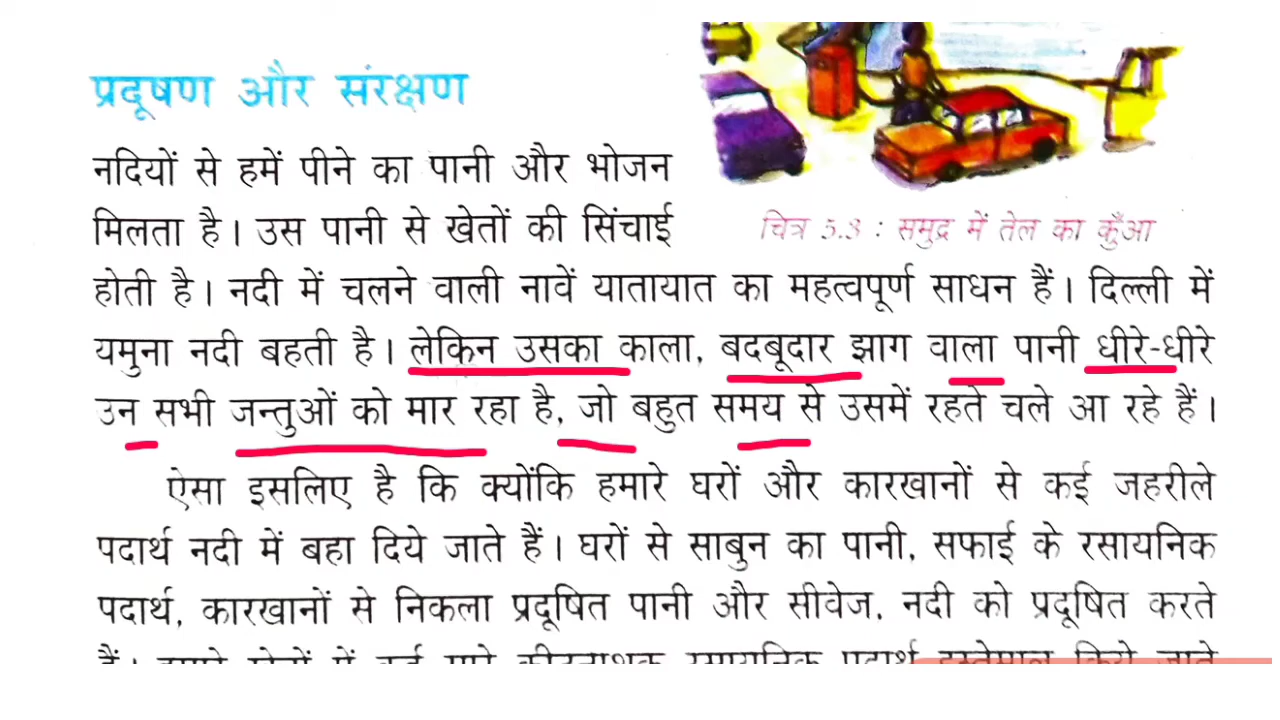 प्रदूषण और संरक्षण
नदियों से हमें पीने का पानी और भोजन
मिलता है। उस पानी से खेतों की सिंचाई
चित्र 5.3 : समुद्र में तेल का कुँआ
होती है। नदी में चलने वाली नावें यातायात का महत्वपूर्ण साधन हैं। दिल्ली में
यमुना नदी बहती है। लेकिन उसका काला, बदबूदार झाग वाला पानी धीरे-धीरे
उन सभी जन्तुओं को मार रहा है, जो बहुत समय से उसमें रहते चले आ रहे हैं।
ऐसा इसलिए है कि क्योंकि हमारे घरों और कारखानों से कई जहरीले
पदार्थ नदी में बहा दिये जाते हैं। घरों से साबुन का पानी, सफाई के रसायनिक
पदार्थ, कारखानों से निकला प्रदूषित पानी और सीवेज, नदी को प्रदूषित करते
हैं।